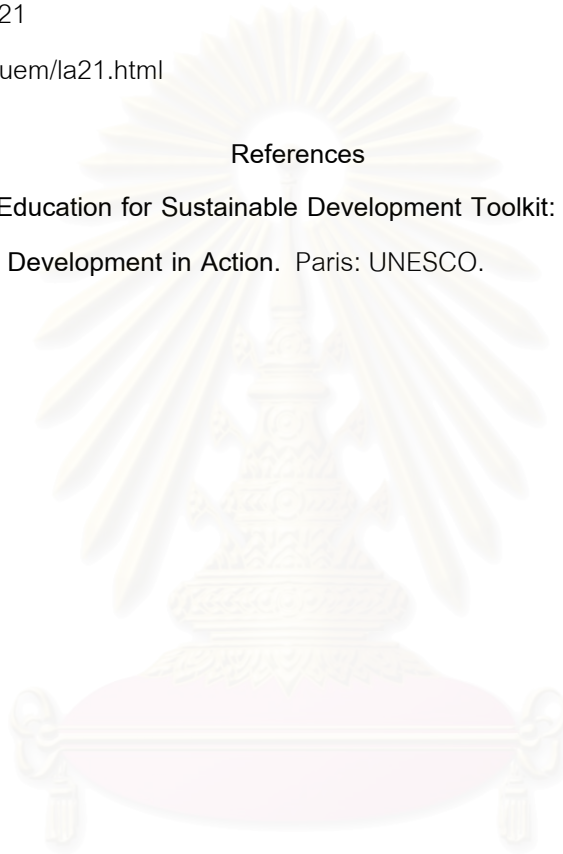 21
uem/la21.html
References
Education for Sustainable Development Toolkit:
Development in Action. Paris: UNESCO.